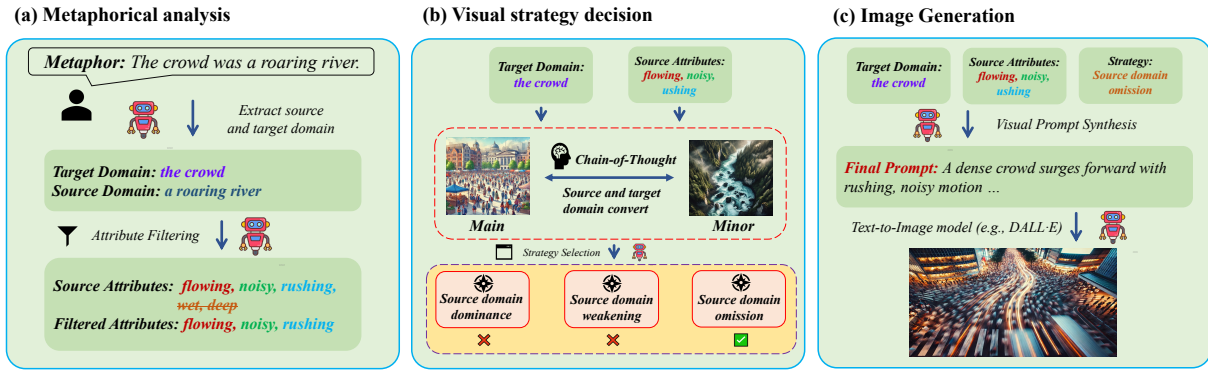 (a) Metaphorical analysis
Metaphor: The crowd was a roaring river.
Extract source
and target domain
Target Domain: the crowd
Source Domain: a roaring river
Attribute Filtering
Source Attributes: flowing, noisy, rushing,
wet, deep
Filtered Attributes: flowing, noisy, rushing
(b) Visual strategy decision
Target Domain:
the crowd
Source Attributes:
flowing, noisy,
ushing
Chain-of-Thought
Source and target
domain convert
Main
Minor
Strategy Selection
Source domain
dominance
Source domain
weakening
Source domain
omission
(c) Image Generation
Target Domain:
the crowd
Source Attributes:
flowing, noisy,
ushing
Strategy:
Source domain
omission
Visual Prompt Synthesis
Final Prompt: A dense crowd surges forward with
rushing, noisy motion ...
Text-to-Image model (e.g., DALL·E)